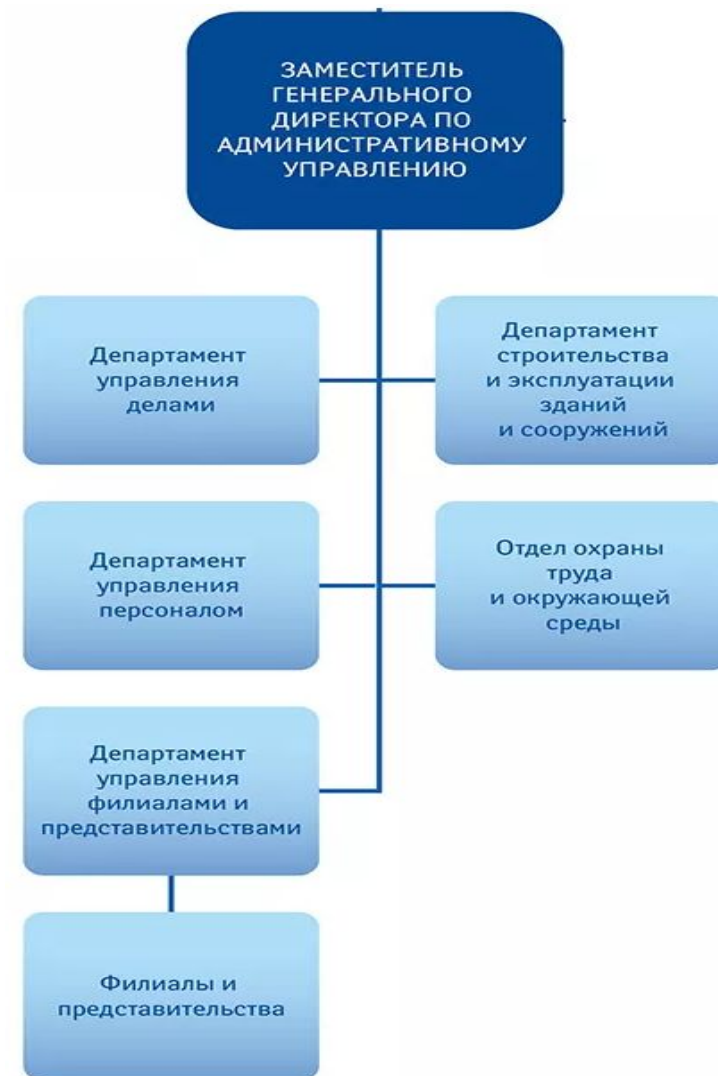 ЗАМЕСТИТЕЛЬ
ГЕНЕРАЛЬНОГО
ДИРЕКТОРА ПО
АДМИНИСТРАТИВНОМУ
УПРАВЛЕНИЮ
Департамент
управления
делами
Департамент
строительства
и эксплуатации
зданий
и сооружений
Департамент
управления
персоналом
Отдел охраны
труда
и окружающей
среды
Департамент
управления
филиалами и
представительствами
Филиалы и
представительства